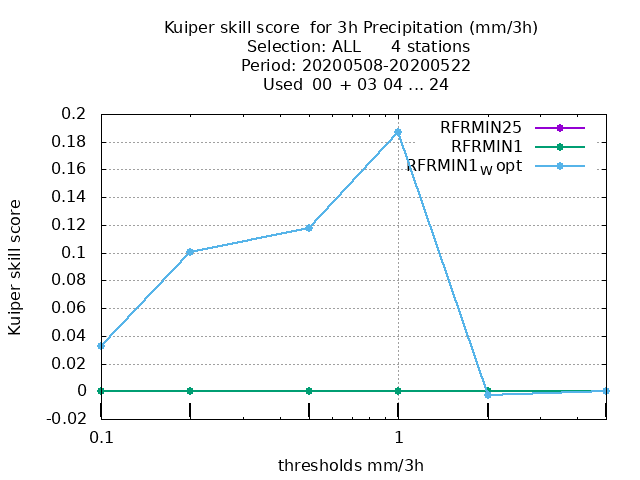 Kuiper skill score  for 3h Precipitation (mm/3h)
Selection: ALL      4 stations
Period: 20200508-20200522
Used  00 + 03 04 ... 24
0.2
0.18
0.16
0.14
0.12
0.1
0.08
0.06
0.04
0.02
0
-0.02
Kuiper skill score
RFRMIN25
RFRMIN1
RFRMIN1W opt
0.1
1
thresholds mm/3h